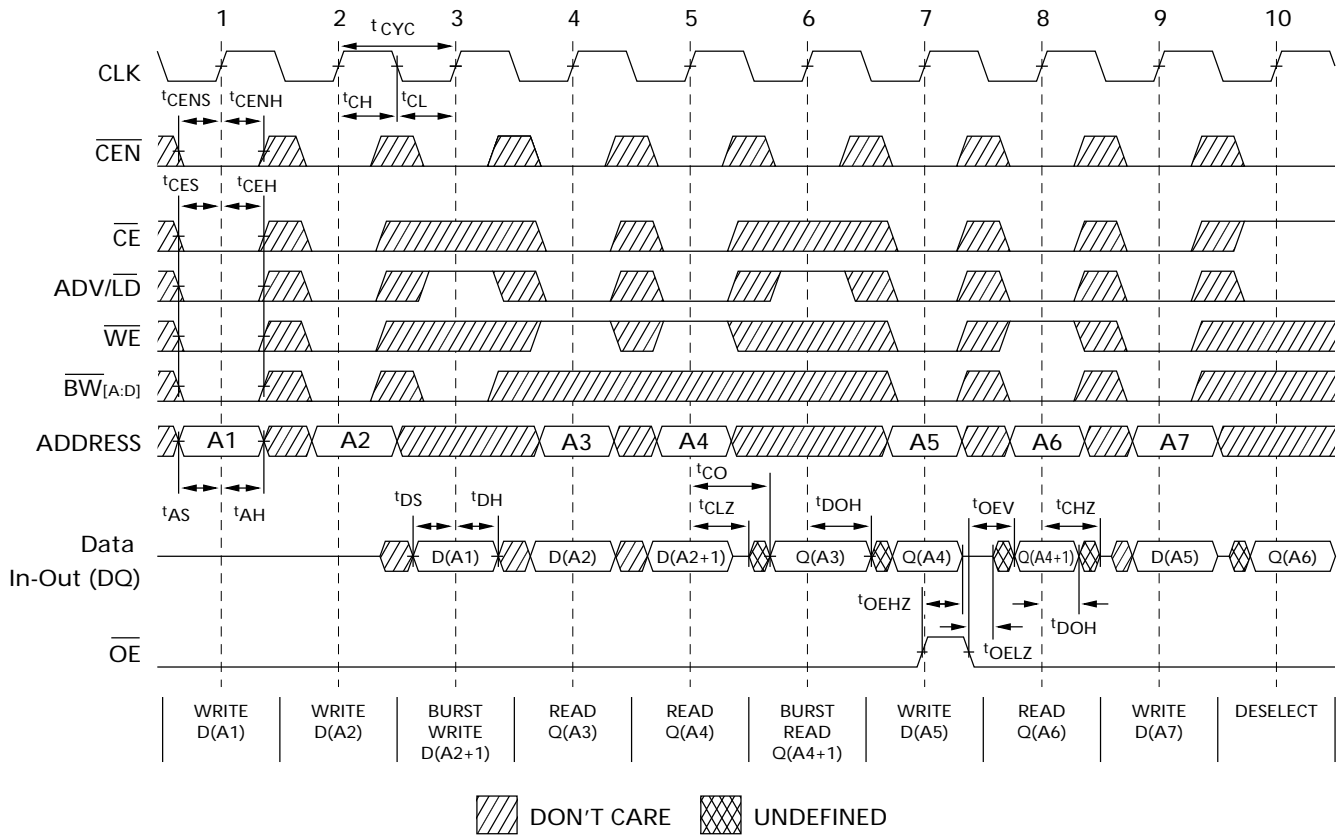 1 2 3 4 5 6 7 8 9 10
tCYC
CLK
tCENS tCENH tCH tCL
CEN
tCES tCEH
CE
ADV/LD
WE
BW[A:D]
ADDRESS A1 A2 A3 A4 A5 A6 A7
tCO
tDS tDH tCLZ tDOH tOEV tCHZ
tAS tAH
Data
In-Out (DQ)
D(A1) D(A2) D(A2+1) Q(A3) Q(A4) Q(A4+1) D(A5) Q(A6)
tOEHZ tDOH
tOELZ
OE
WRITE D(A1)
WRITE D(A2)
BURST WRITE D(A2+1)
READ Q(A3)
READ Q(A4)
BURST READ Q(A4+1)
WRITE D(A5)
READ Q(A6)
WRITE D(A7)
DESELECT
DON'T CARE UNDEFINED